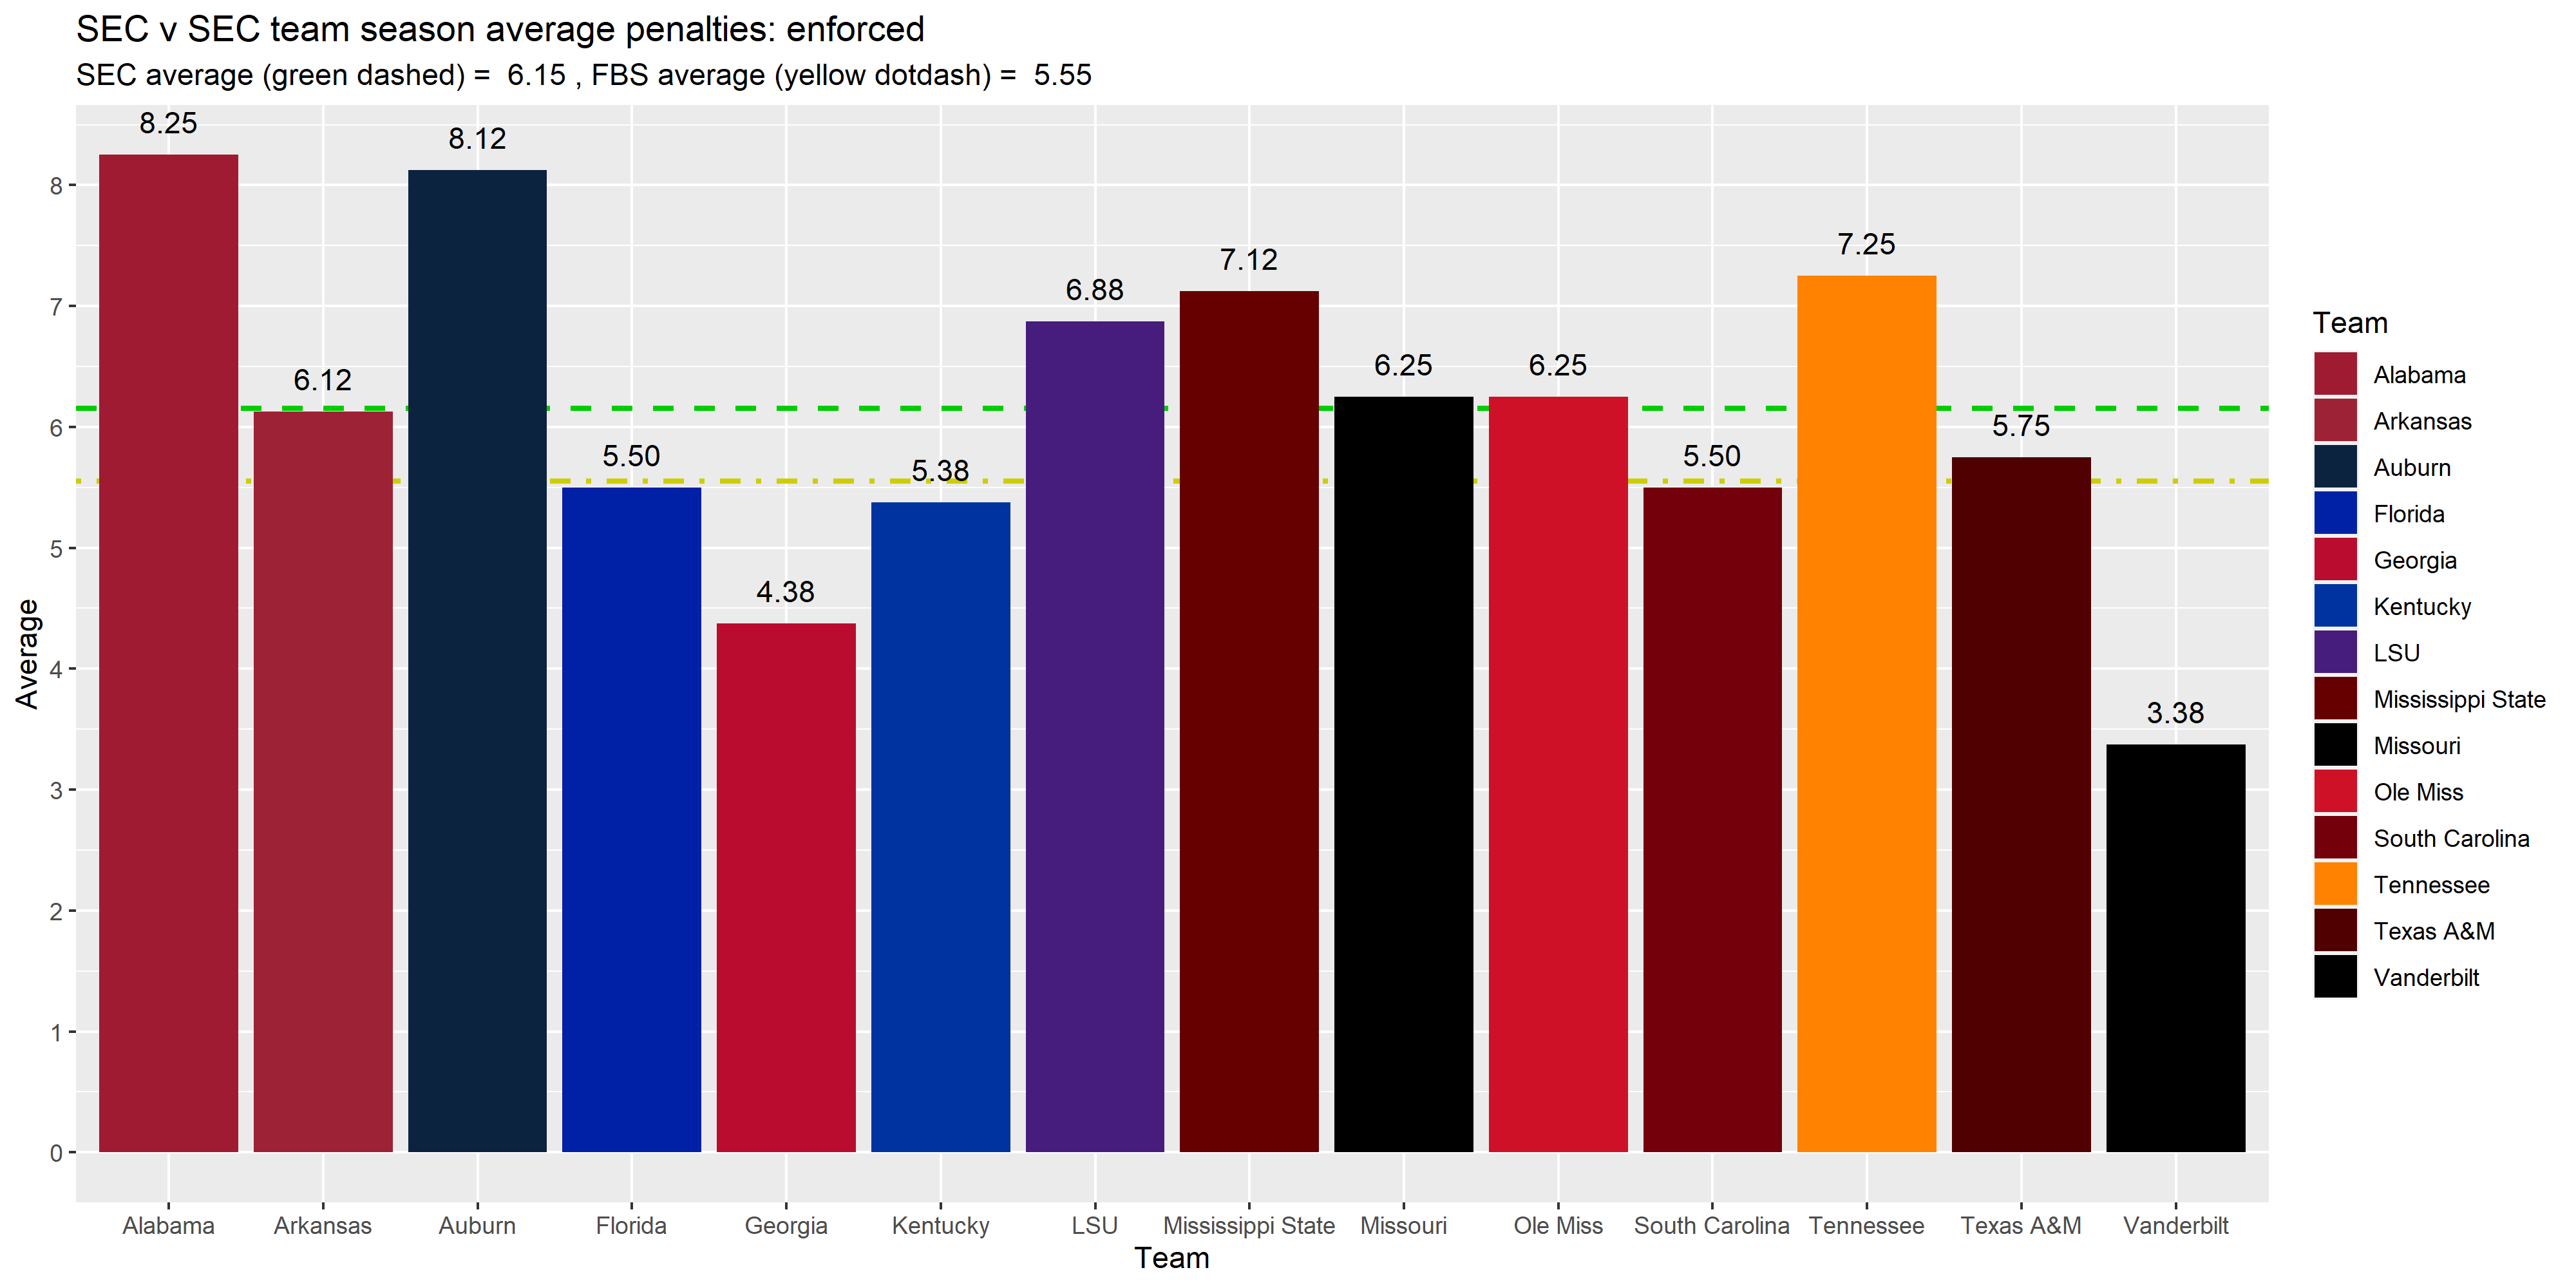 SEC v SEC team season average penalties: enforced
SEC average (green dashed) =  6.15 , FBS average (yellow dotdash) =  5.55
8.25
8.12
7.25
7.12
6.88
6.25
6.25
6.12
5.75
5.50
5.50
5.38
4.38
3.38
8
7
6
5
4
3
2
1
0
Average
Alabama Arkansas Auburn Florida Georgia Kentucky LSU Mississippi State Missouri Ole Miss South Carolina Tennessee Texas A&M Vanderbilt
Team
Team
Alabama
Arkansas
Auburn
Florida
Georgia
Kentucky
LSU
Mississippi State
Missouri
Ole Miss
South Carolina
Tennessee
Texas A&M
Vanderbilt